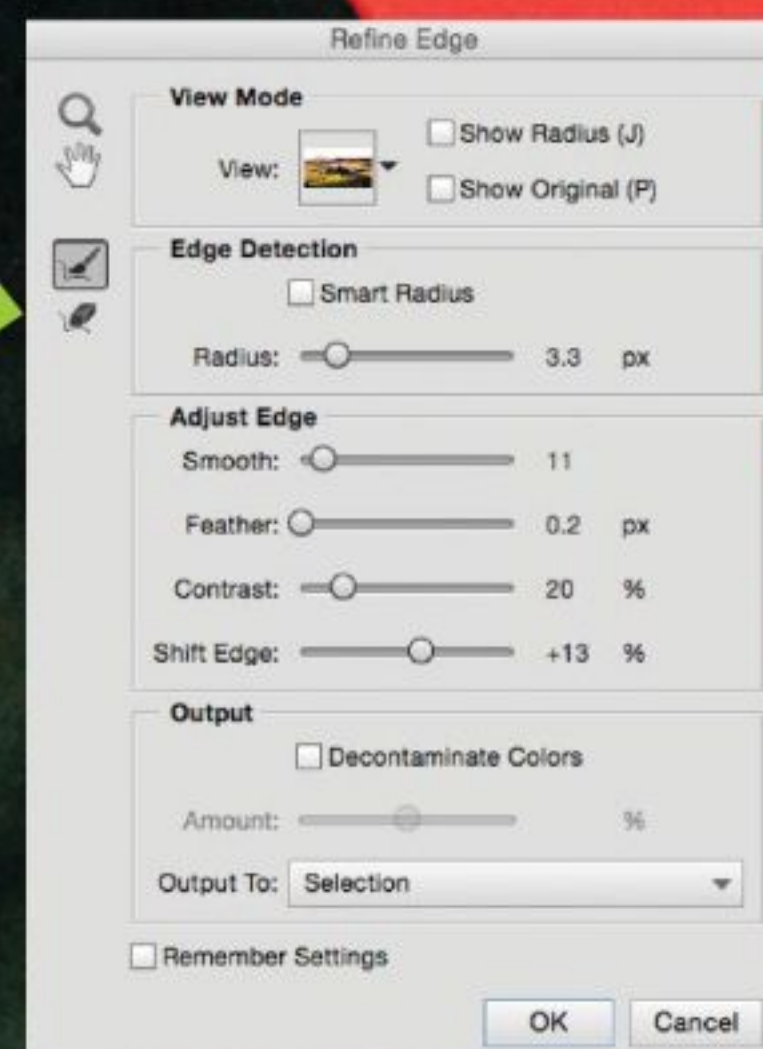 Refine Edge
View Mode
View:
Show Radius (J)
Show Original (P)
Edge Detection
Smart Radius
Radius: 3.3 px
Adjust Edge
Smooth: 11
Feather: 0.2 px
Contrast: 20 %
Shift Edge: +13 %
Output
Decontaminate Colors
Amount: %
Output To: Selection
Remember Settings
OK Cancel